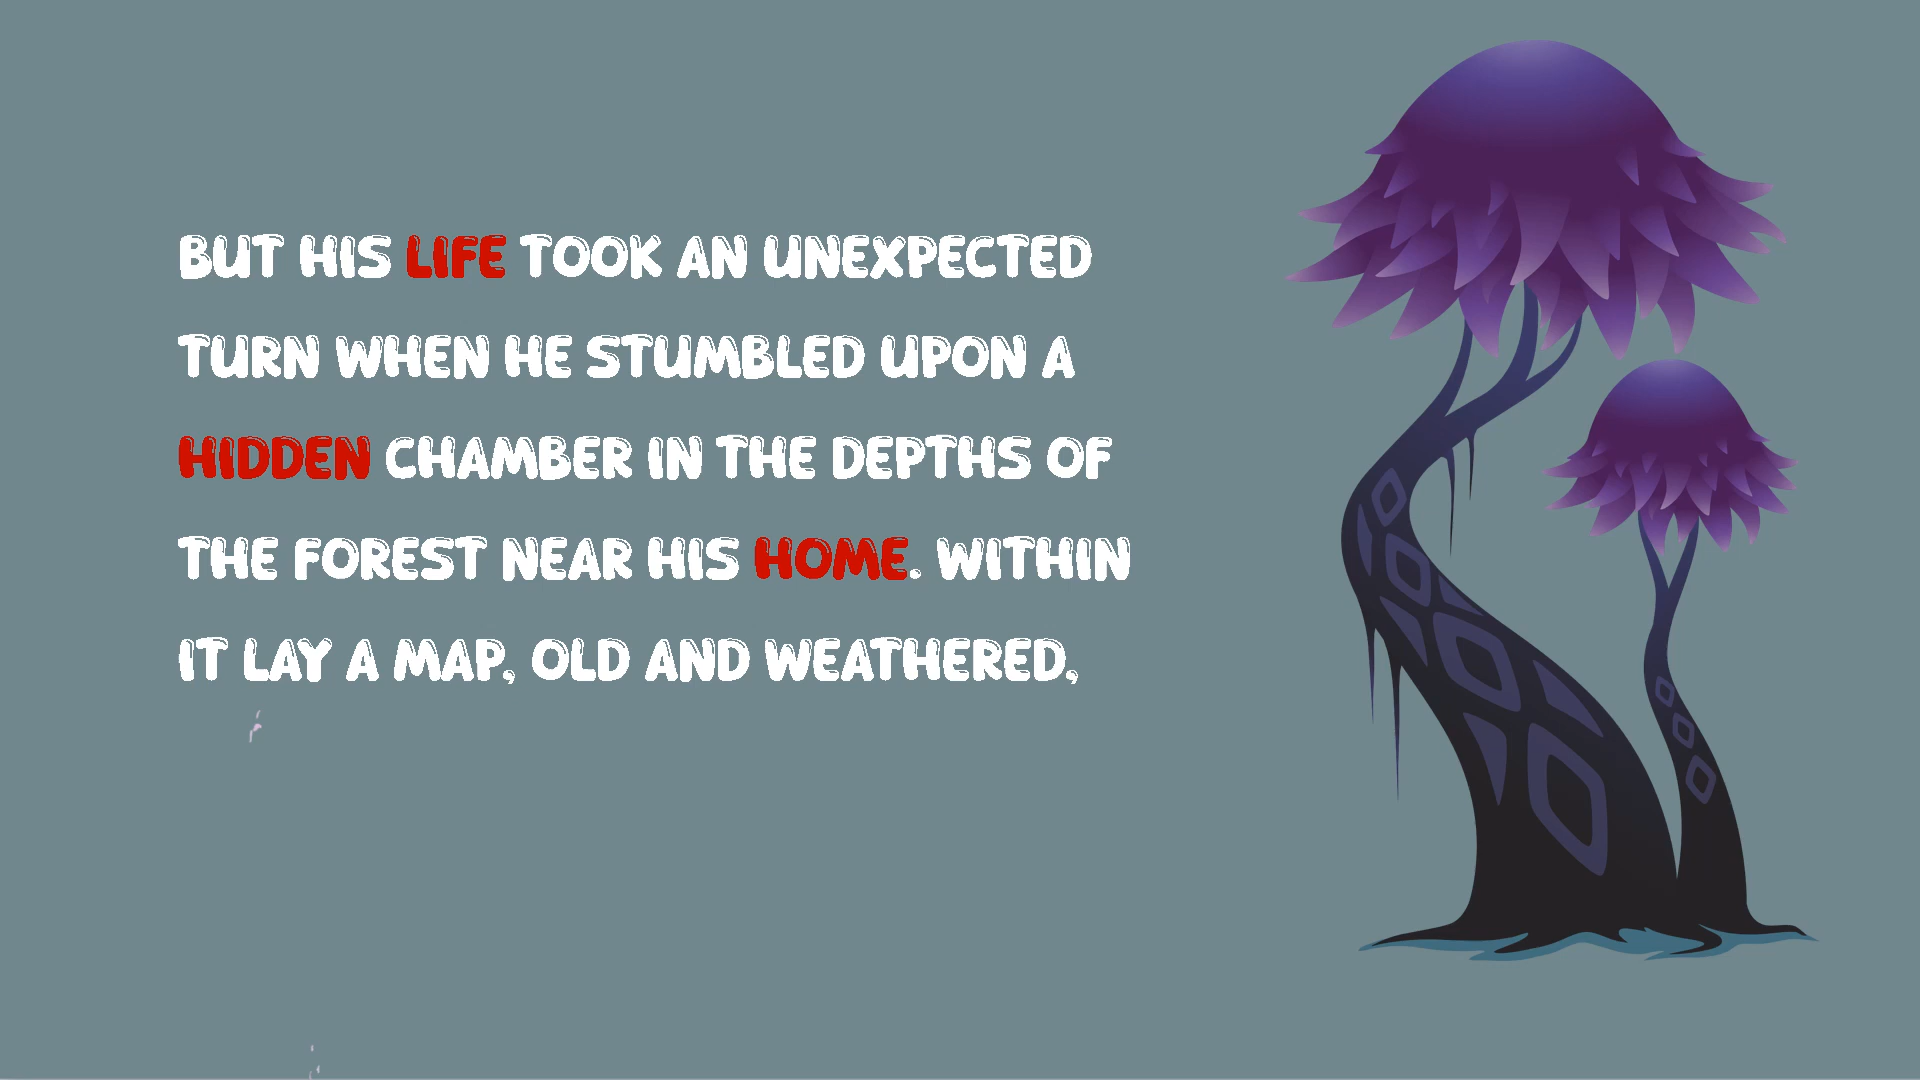 BUT HIS LIFE TOOK AN UNEXPECTED
TURN WHEN HE STUMBLED UPON A
HIDDEN CHAMBER IN THE DEPTHS OF
THE FOREST NEAR HIS HOME. WITHIN
IT LAY A MAP, OLD AND WEATHERED,